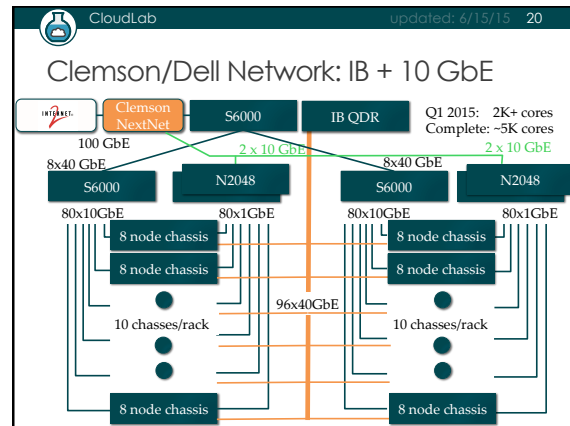 CloudLab
updated: 6/15/15 20
Clemson/Dell Network: IB + 10 GbE
INTERNET
Clemson
NextNet
S6000
IB QDR
Q1 2015: 2K+ cores
Complete: ~5K cores
100 GbE
2 x 10 GbE
2 x 10 GbE
8x40 GbE
8x40 GbE
S6000
N2048
S6000
N2048
80x10GbE
80x1GbE
80x10GbE
80x1GbE
8 node chassis
8 node chassis
8 node chassis
8 node chassis
96x40GbE
10 chasses/rack
10 chasses/rack
8 node chassis
8 node chassis